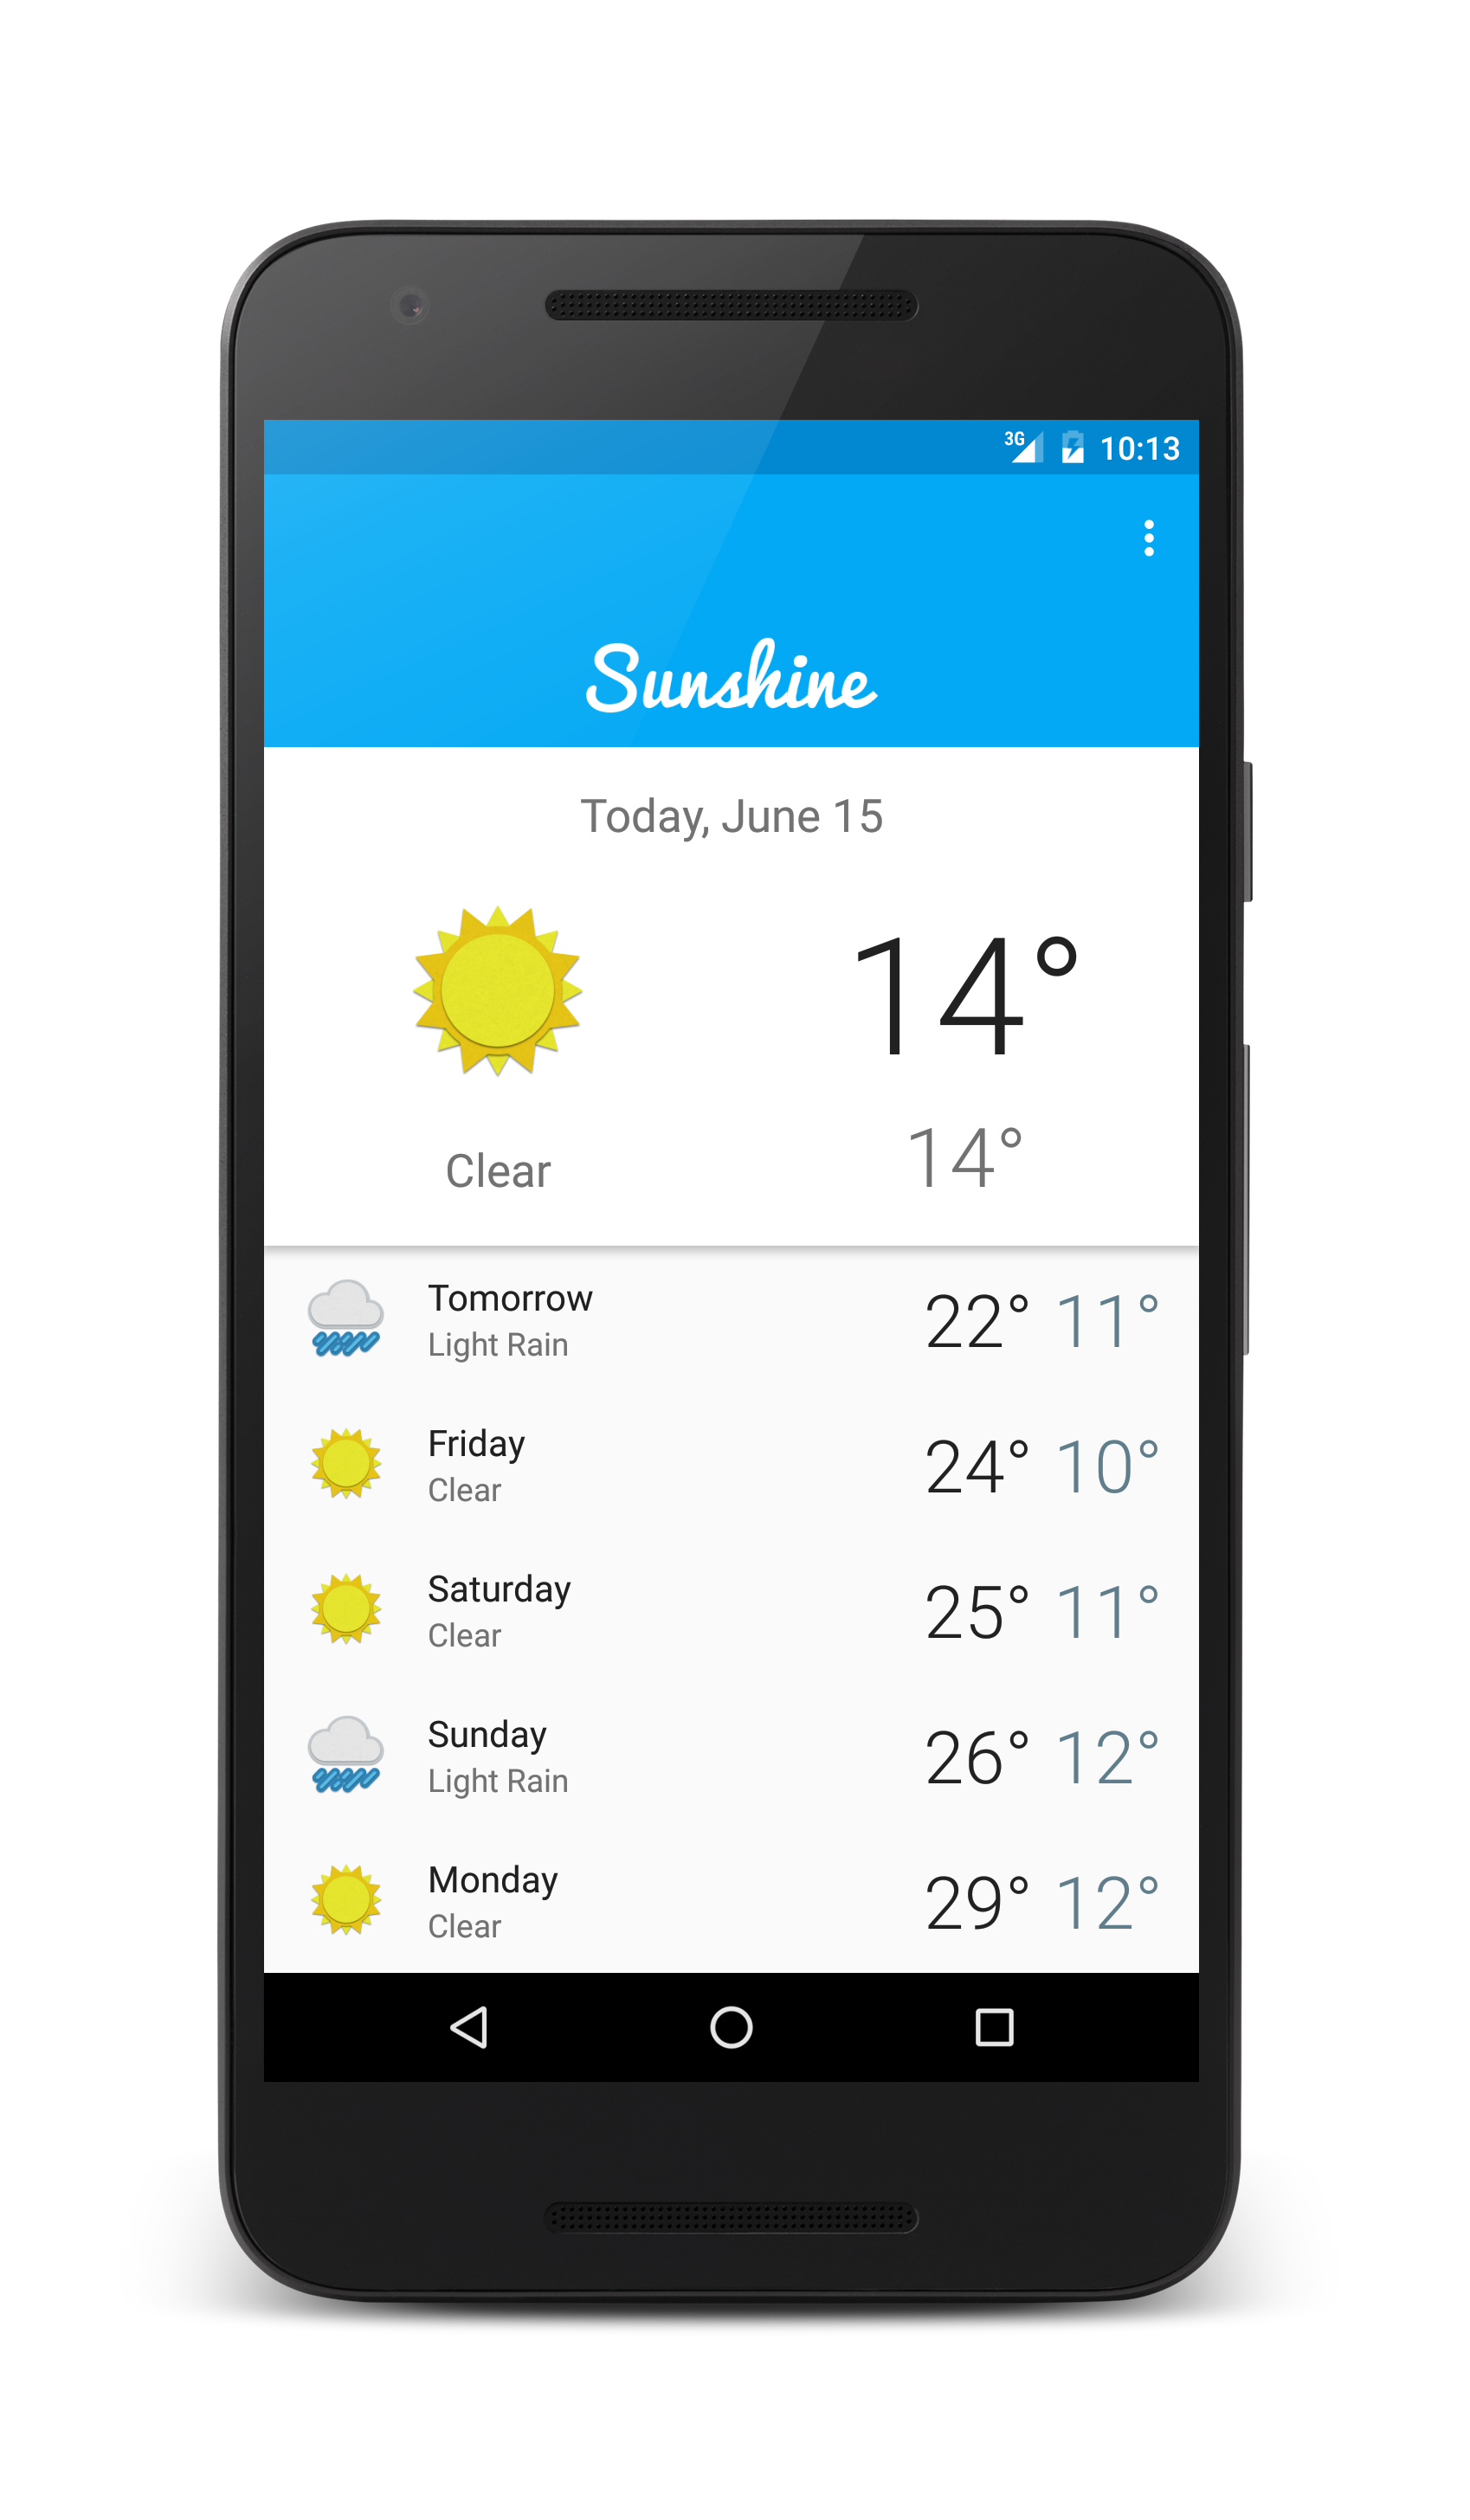 3G 10:13
Sunshine
Today, June 15
14°
Clear 14°
Tomorrow
Light Rain
22° 11°
Friday
Clear
24° 10°
Saturday
Clear
25° 11°
Sunday
Light Rain
26° 12°
Monday
Clear
29° 12°